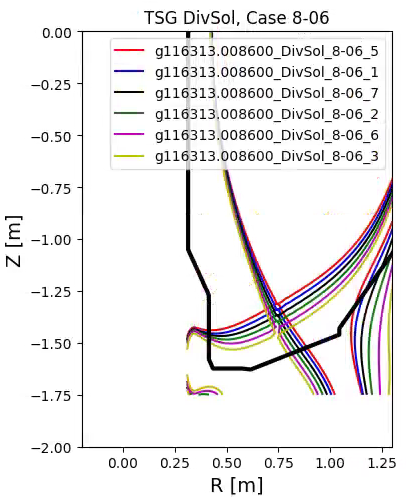 TSG DivSol, Case 8-06
g116313.008600_DivSol_8-06_5
g116313.008600_DivSol_8-06_1
g116313.008600_DivSol_8-06_7
g116313.008600_DivSol_8-06_2
g116313.008600_DivSol_8-06_6
g116313.008600_DivSol_8-06_3
0.00
−0.25
−0.50
−0.75
−1.00
−1.25
−1.50
−1.75
−2.00
Z [m]
0.00 0.25 0.50 0.75 1.00 1.25
R [m]